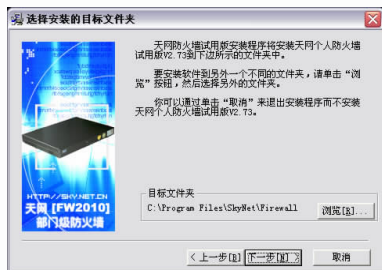 选择安装的目标文件夹
天网防火墙试用版安装程序将安装天网个人防火墙
试用版V2.73到下边所示的文件夹中。
要安装软件到另外一个不同的文件夹，请单击“浏
览”按钮，然后选择另外的文件夹。
你可以通过单击“取消”来退出安装程序而不安装
天网个人防火墙试用版V2.73。
HTTP://SKY.NET.CN
天网 [FW2010]
部门级防火墙
目标文件夹
C:\Program Files\SkyNet\Firewall
浏览[R]...
< 上一步[B]
下一步[N] >
取消